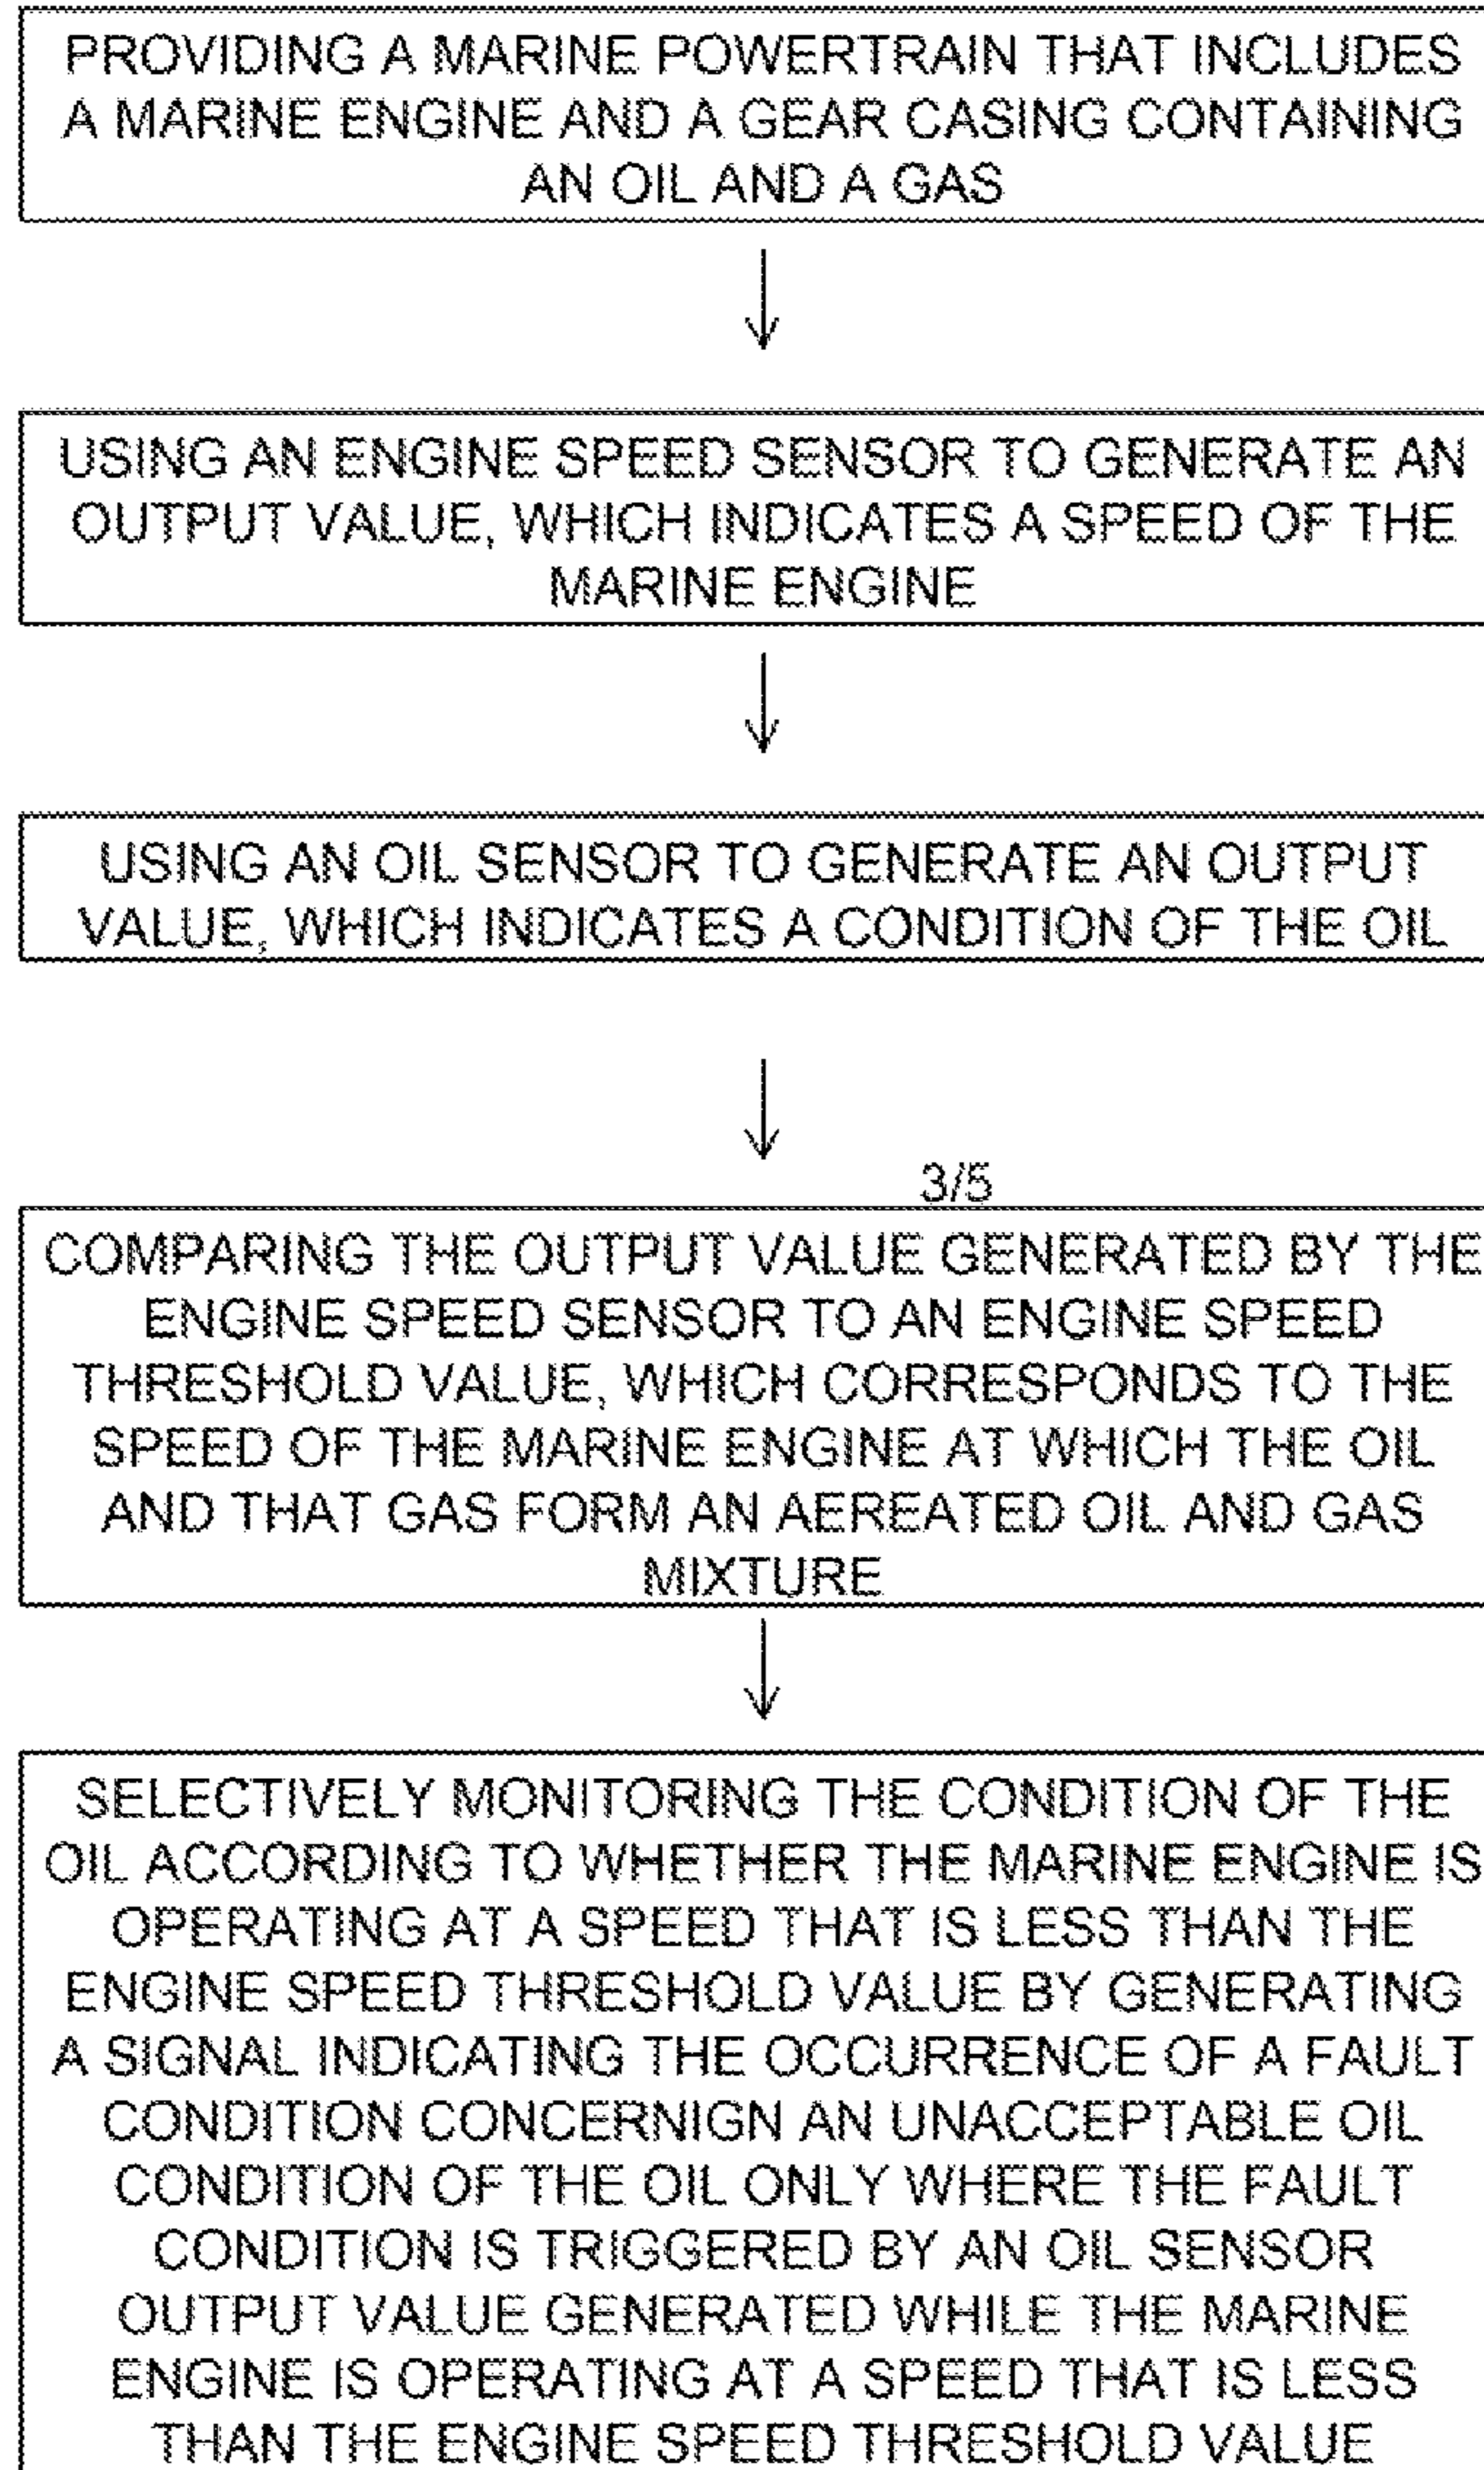 PROVIDING A MARINE POWERTRAIN THAT INCLUDES
A MARINE ENGINE AND A GEAR CASING CONTAINING
AN OIL AND A GAS
USING AN ENGINE SPEED SENSOR TO GENERATE AN
OUTPUT VALUE, WHICH INDICATES A SPEED OF THE
MARINE ENGINE
USING AN OIL SENSOR TO GENERATE AN OUTPUT
VALUE, WHICH INDICATES A CONDITION OF THE OIL
3/5
COMPARING THE OUTPUT VALUE GENERATED BY THE
ENGINE SPEED SENSOR TO AN ENGINE SPEED
THRESHOLD VALUE, WHICH CORRESPONDS TO THE
SPEED OF THE MARINE ENGINE AT WHICH THE OIL
AND THAT GAS FORM AN AEREATED OIL AND GAS
MIXTURE
SELECTIVELY MONITORING THE CONDITION OF THE
OIL ACCORDING TO WHETHER THE MARINE ENGINE IS
OPERATING AT A SPEED THAT IS LESS THAN THE
ENGINE SPEED THRESHOLD VALUE BY GENERATING
A SIGNAL INDICATING THE OCCURRENCE OF A FAULT
CONDITION CONCERNIGN AN UNACCEPTABLE OIL
CONDITION OF THE OIL ONLY WHERE THE FAULT
CONDITION IS TRIGGERED BY AN OIL SENSOR
OUTPUT VALUE GENERATED WHILE THE MARINE
ENGINE IS OPERATING AT A SPEED THAT IS LESS
THAN THE ENGINE SPEED THRESHOLD VALUE